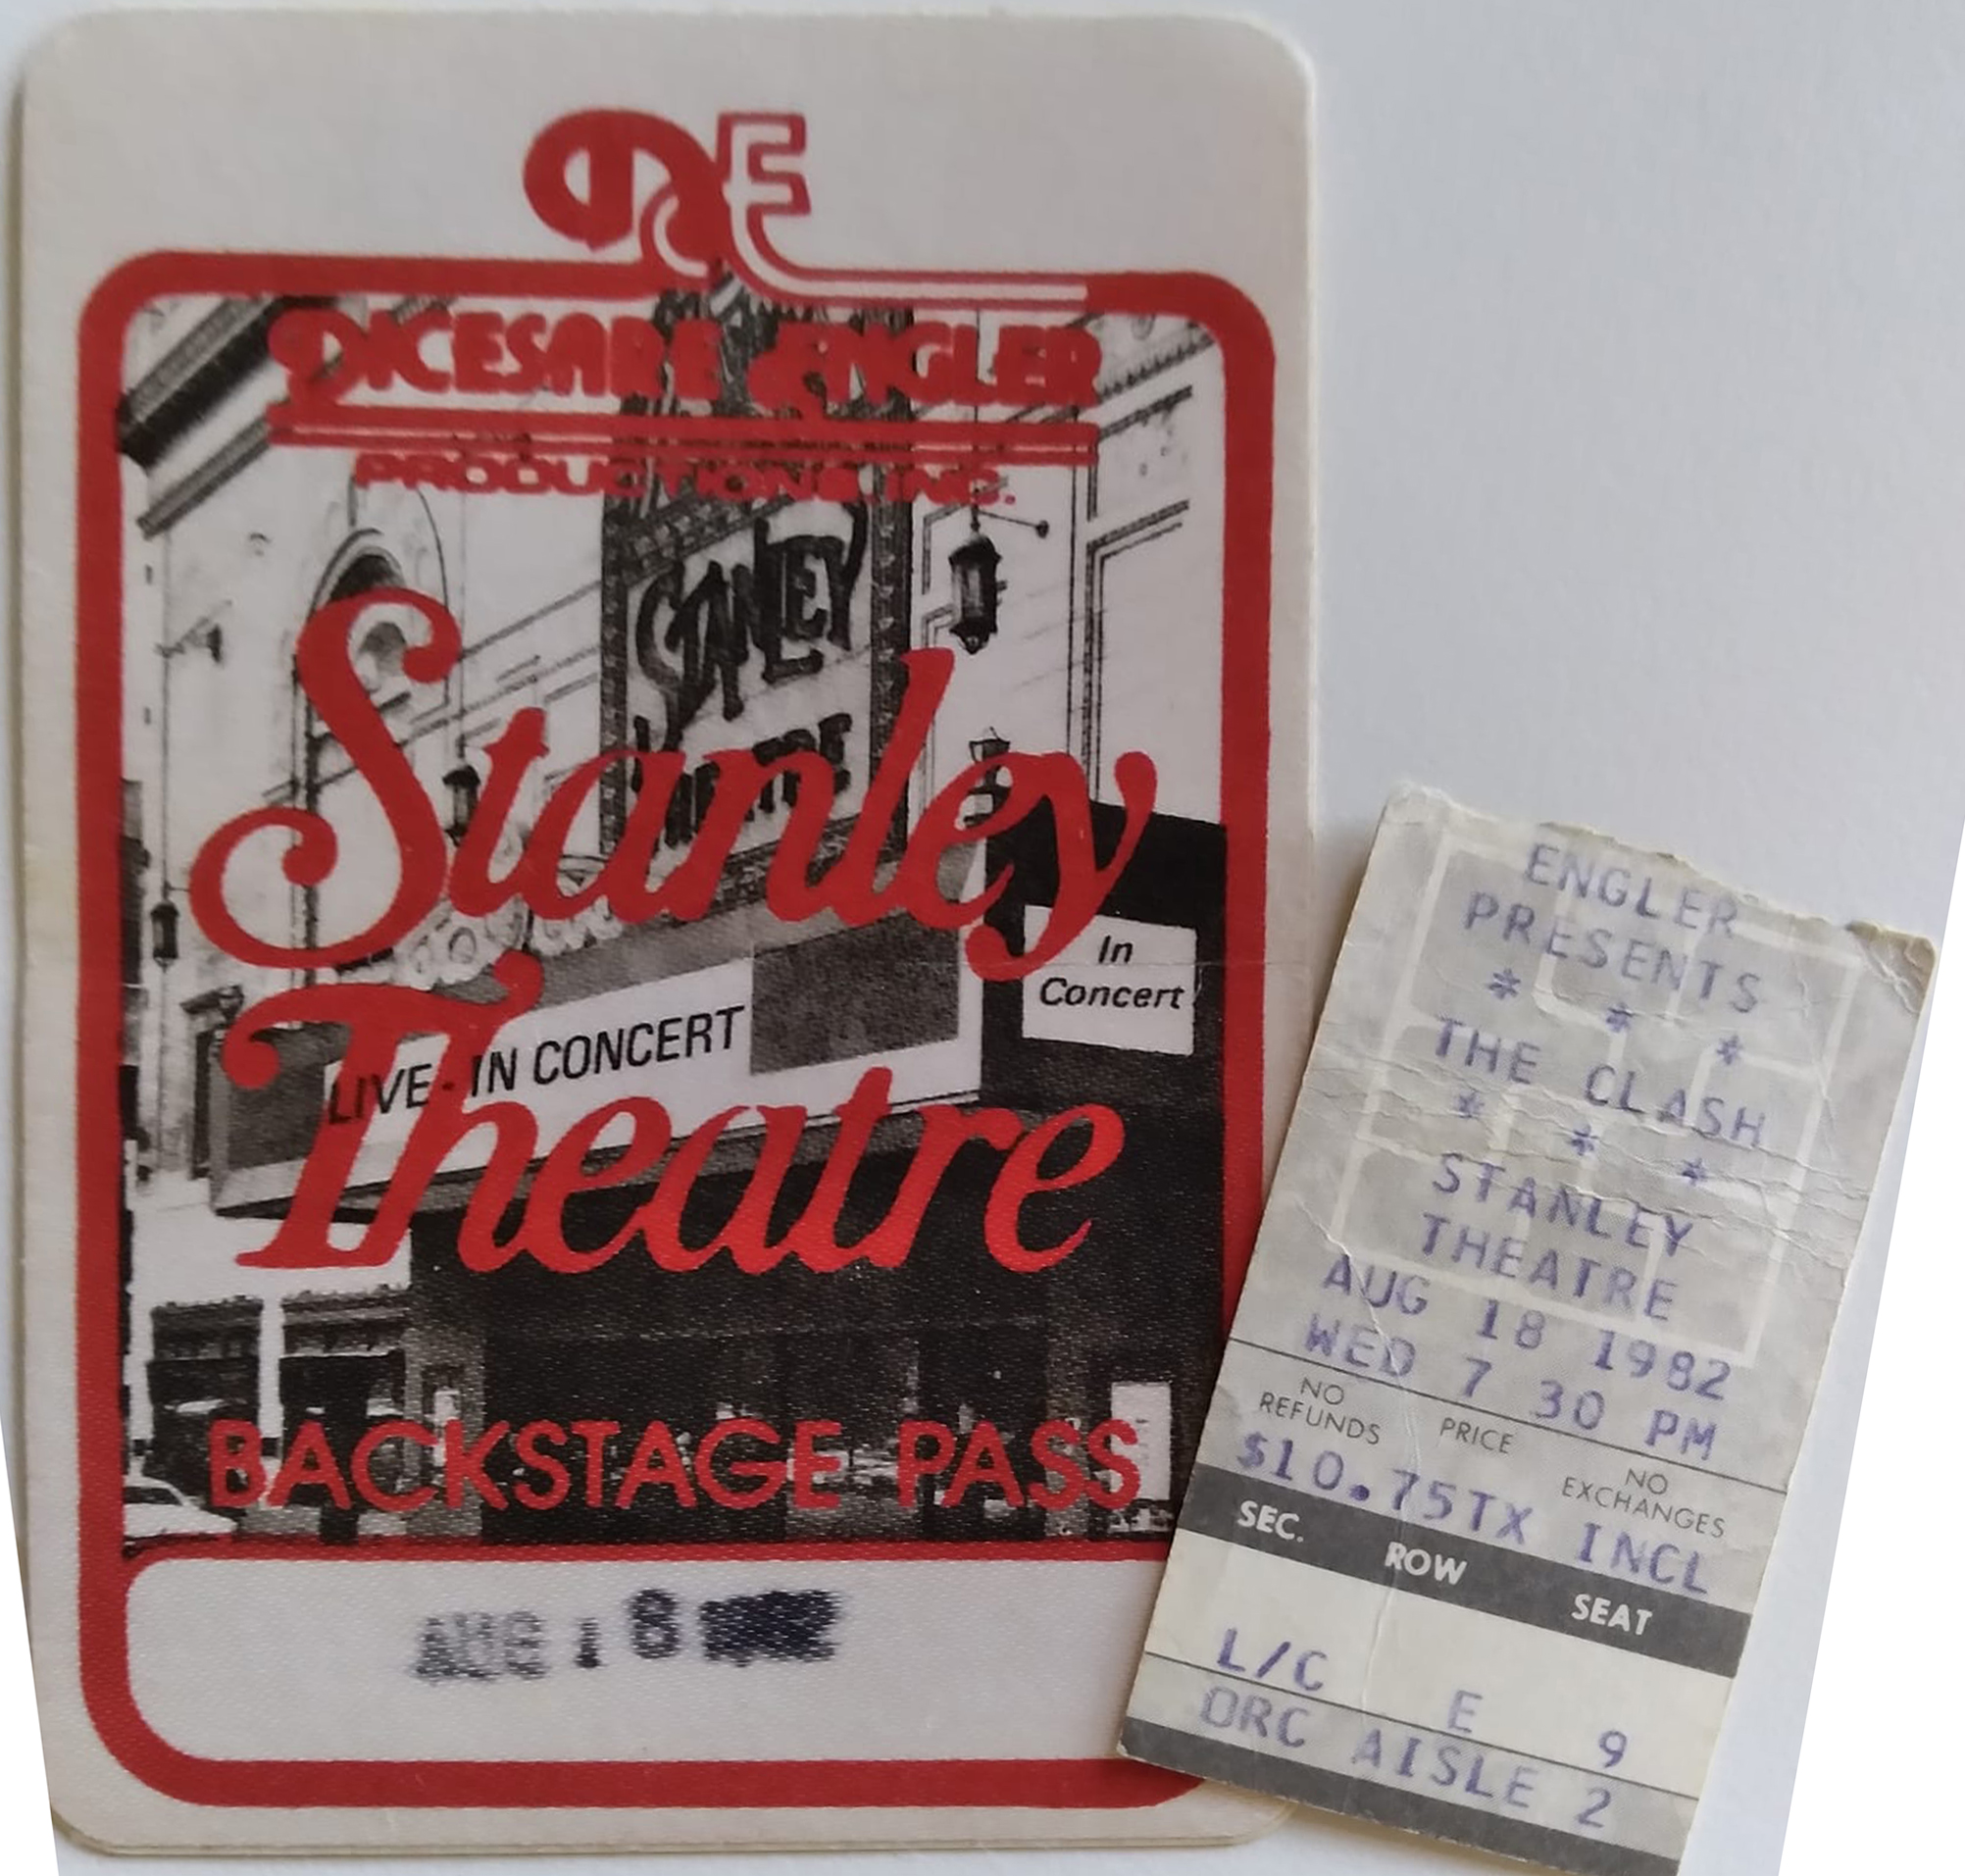 DE
DICESARE ENGLER
PRODUCTIONS, INC.
STANLEY
THEATRE
Stanley
Theatre
In
Concert
LIVE - IN CONCERT
BACKSTAGE PASS
AUG 18
ENGLER
PRESENTS
* * *
THE CLASH
* * *
STANLEY
THEATRE
AUG 18 1982
WED 7 30 PM
NO REFUNDS PRICE NO EXCHANGES
$10.75TX INCL
SEC. ROW SEAT
L/C E 9
ORC AISLE 2